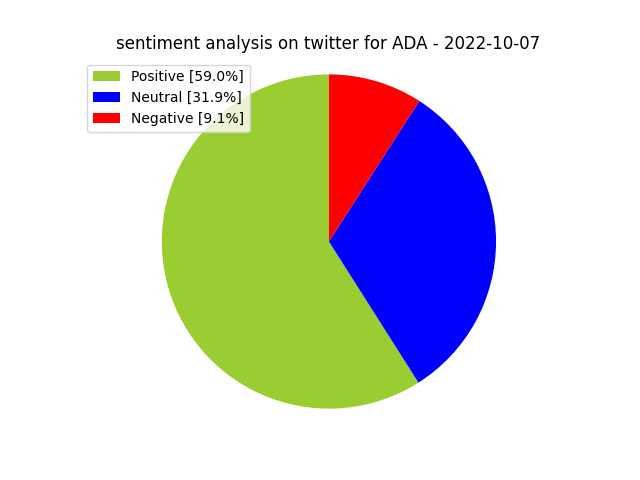 sentiment analysis on twitter for ADA - 2022-10-07
Positive [59.0%]
Neutral [31.9%]
Negative [9.1%]